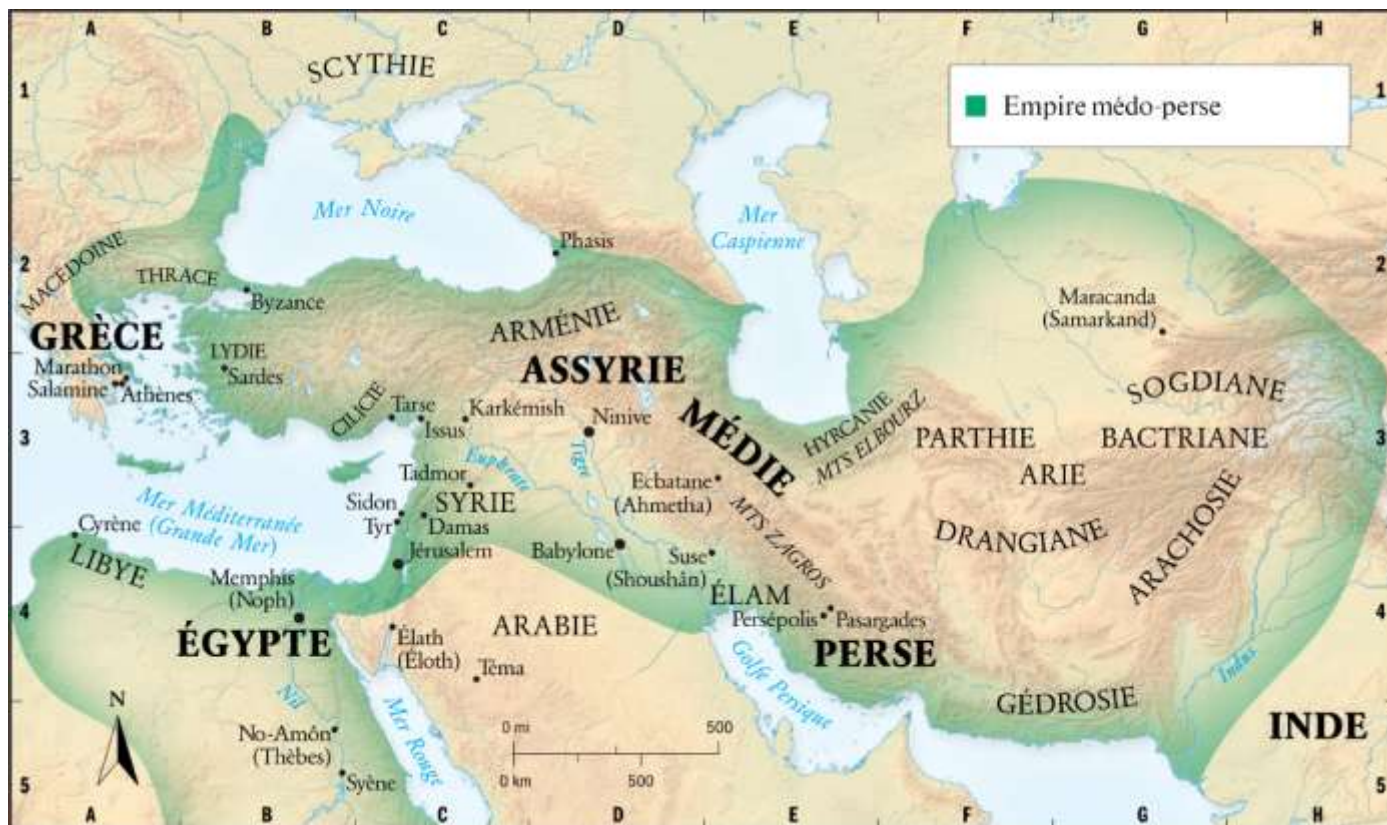 A B C D E F G H
1 1
SCYTHIE
Empire médo-perse
Mer Noire
Mer
Caspienne
MACÉDOINE
Phasis
2 2
THRACE
Byzance
Maracanda
(Samarkand)
ARMÉNIE
GRÈCE
LYDIE
ASSYRIE
Marathon
Salamine
Athènes
Sardes
SOGDIANE
CILICIE
Tarse
Karkémish
Issus
Ninive
MÉDIE
HYRCANIE
MTS ELBOURZ
PARTHIE
BACTRIANE
3 3
Euphrate
Tigre
ARIE
Tadmor
Ecbatane
(Ahmetha)
Mer Méditerranée
(Grande Mer)
Sidon
SYRIE
Tyr
Damas
MTS ZAGROS
DRANGIANE
ARACHOSIE
Cyrène
LIBYE
Jérusalem
Babylone
Suse
(Shoushân)
Memphis
(Noph)
ÉLAM
4 4
ÉGYPTE
Élath
(Éloth)
ARABIE
Persépolis
Pasargades
PERSE
Téma
Golfe Persique
Indus
Nil
GÉDROSIE
N
Mer Rouge
0 mi 500
INDE
No-Amôn
(Thèbes)
0 km 500
Syène
5 5
A B C D E F G H